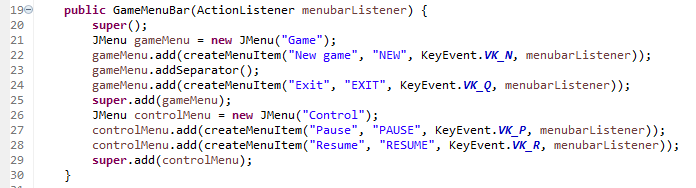 19 public GameMenuBar(ActionListener menubarListener) {
20 super();
21 JMenu gameMenu = new JMenu("Game");
22 gameMenu.add(createMenuItem("New game", "NEW", KeyEvent.VK_N, menubarListener));
23 gameMenu.addSeparator();
24 gameMenu.add(createMenuItem("Exit", "EXIT", KeyEvent.VK_Q, menubarListener));
25 super.add(gameMenu);
26 JMenu controlMenu = new JMenu("Control");
27 controlMenu.add(createMenuItem("Pause", "PAUSE", KeyEvent.VK_P, menubarListener));
28 controlMenu.add(createMenuItem("Resume", "RESUME", KeyEvent.VK_R, menubarListener));
29 super.add(controlMenu);
30 }